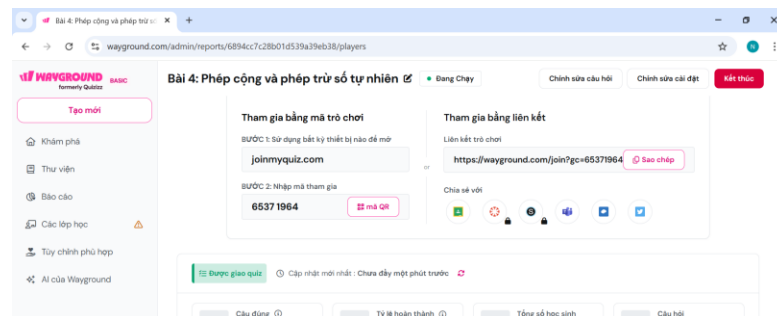 Bài 4: Phép cộng và phép trừ số
wayground.com/admin/reports/6894cc7c28b01d539a39eb38/players
N
WAYGROUND BASIC
formerly Quizizz
Bài 4: Phép cộng và phép trừ số tự nhiên
Đang Chạy
Chỉnh sửa câu hỏi
Chỉnh sửa cài đặt
Kết thúc
Tạo mới
Khám phá
Thư viện
Báo cáo
Các lớp học
Tùy chỉnh phù hợp
AI của Wayground
Tham gia bằng mã trò chơi
BƯỚC 1: Sử dụng bất kỳ thiết bị nào để mở
joinmyquiz.com
BƯỚC 2: Nhập mã tham gia
6537 1964
mã QR
or
Tham gia bằng liên kết
Liên kết trò chơi
https://wayground.com/join?gc=65371964
Sao chép
Chia sẻ với
Được giao quiz
Cập nhật mới nhất : Chưa đầy một phút trước
Câu đúng
Tỷ lệ hoàn thành
Tổng số học sinh
Câu hỏi